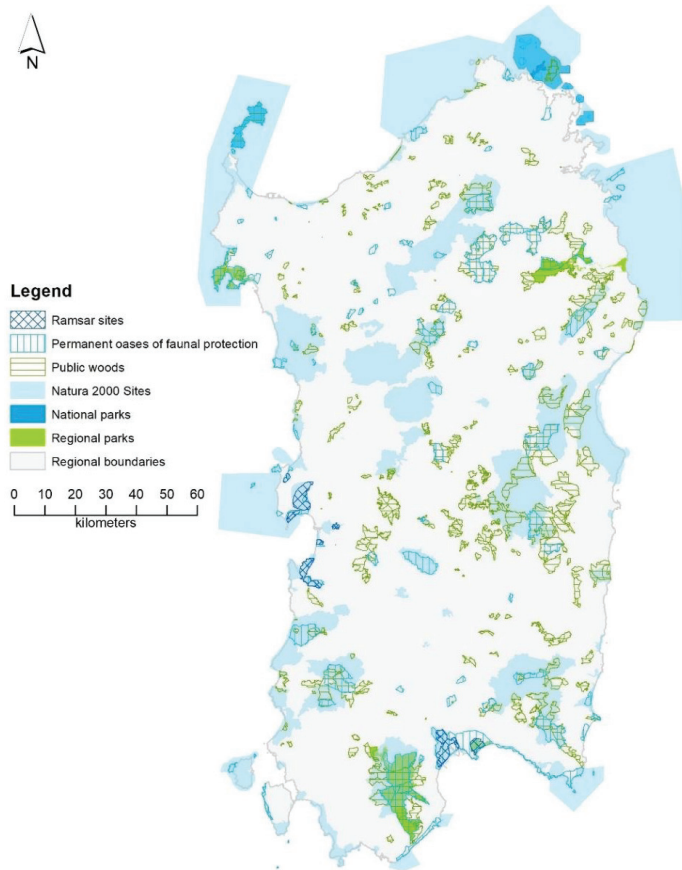 N
Legend
Ramsar sites
Permanent oases of faunal protection
Public woods
Natura 2000 Sites
National parks
Regional parks
Regional boundaries
0 10 20 30 40 50 60
kilometers